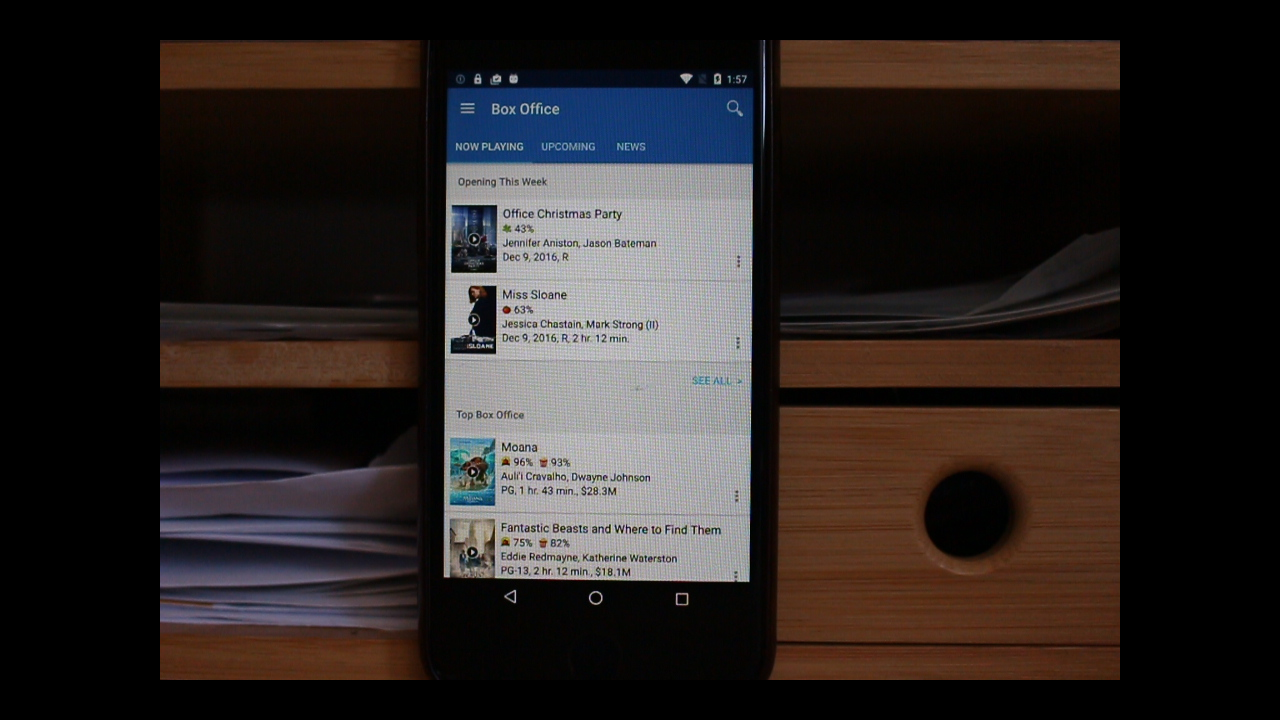 1:57
Box Office
NOW PLAYING UPCOMING NEWS
Opening This Week
Office Christmas Party
43%
Jennifer Aniston, Jason Bateman
Dec 9, 2016, R
Miss Sloane
63%
Jessica Chastain, Mark Strong (II)
Dec 9, 2016, R, 2 hr. 12 min.
SLOANE
SEE ALL >
Top Box Office
Moana
96% 93%
Auli'i Cravalho, Dwayne Johnson
PG, 1 hr. 43 min., $28.3M
MOANA
Fantastic Beasts and Where to Find Them
75% 82%
Eddie Redmayne, Katherine Waterston
PG-13, 2 hr. 12 min., $18.1M